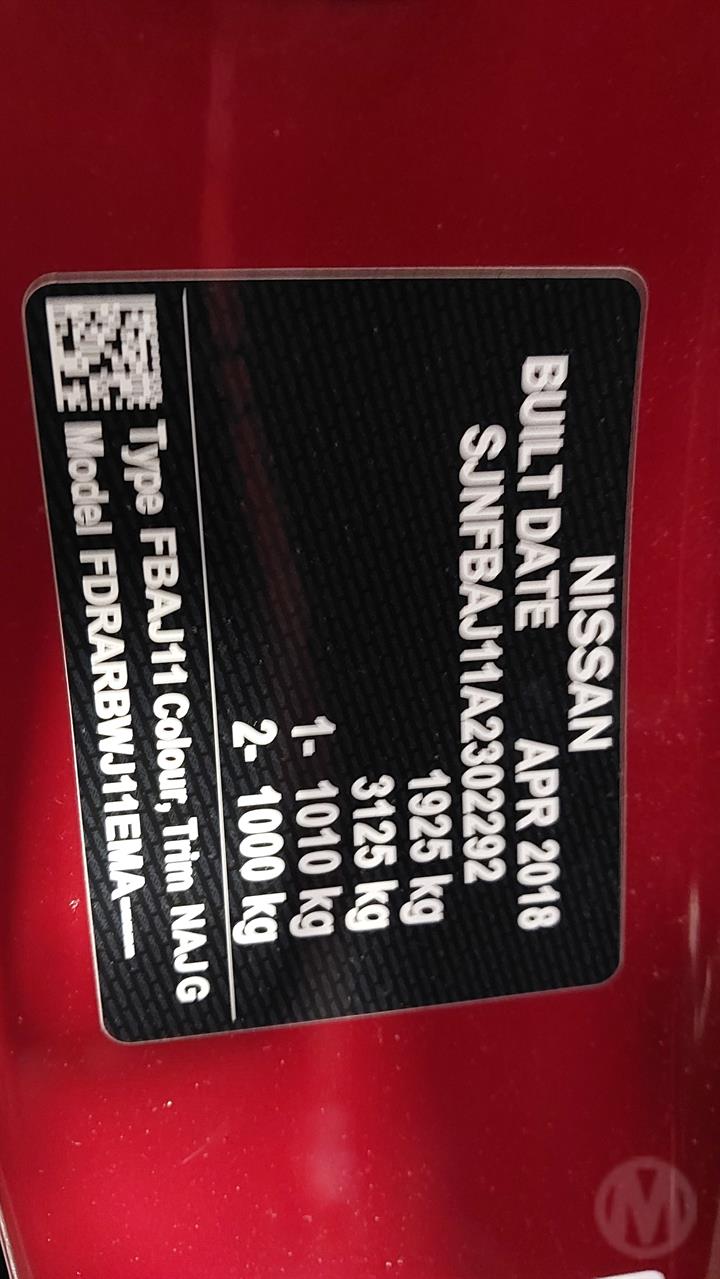 NISSAN
BUILT DATE APR 2018
SJNFBAJ11A2302292
1925 kg
3125 kg
1- 1010 kg
2- 1000 kg
Type FBAJ11 Colour, Trim NAJ G
Model FDRARBWJ11EMA-----
M